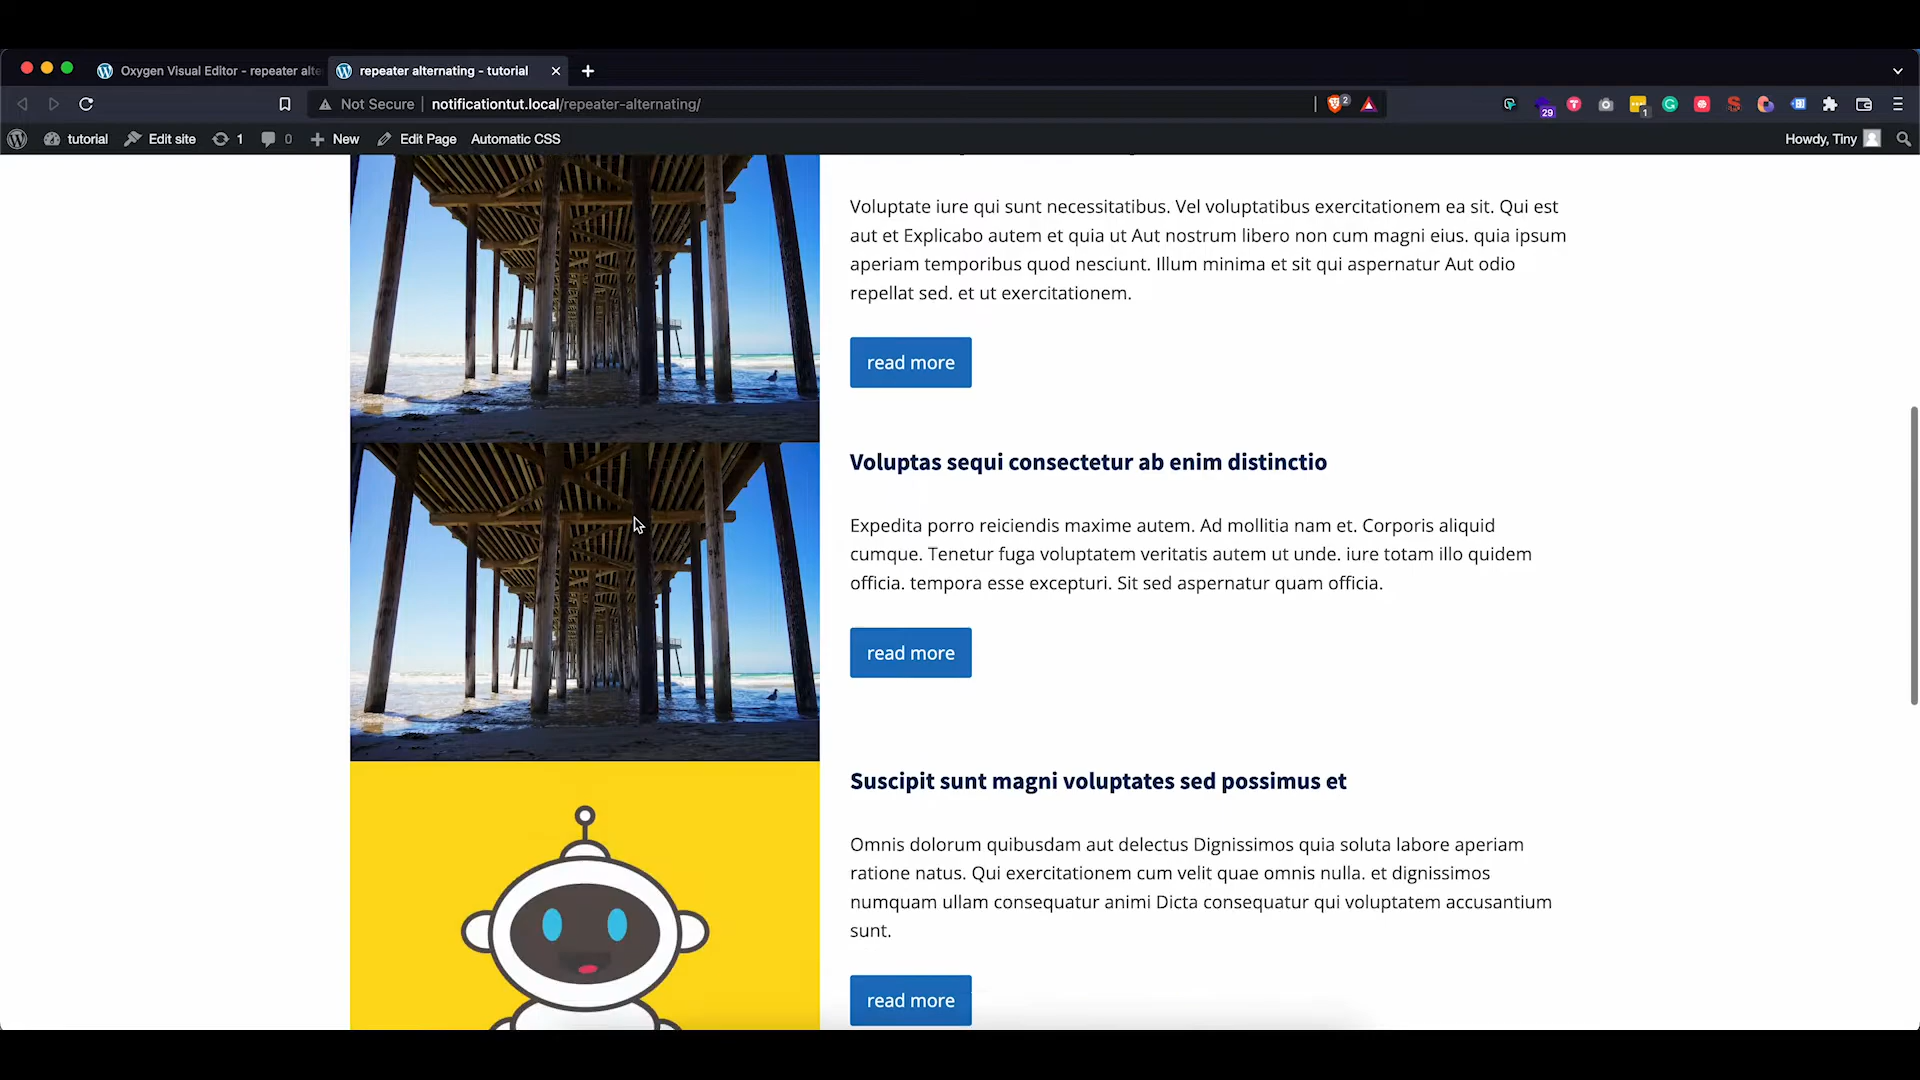 Oxygen Visual Editor - repeater alte
repeater alternating - tutorial
Not Secure notificationtut.local/repeater-alternating/
2
29
1
tutorial Edit site 1 0 New Edit Page Automatic CSS Howdy, Tiny
Voluptate iure qui sunt necessitatibus. Vel voluptatibus exercitationem ea sit. Qui est
aut et Explicabo autem et quia ut Aut nostrum libero non cum magni eius. quia ipsum
aperiam temporibus quod nesciunt. Illum minima et sit qui aspernatur Aut odio
repellat sed. et ut exercitationem.
read more
Voluptas sequi consectetur ab enim distinctio
Expedita porro reiciendis maxime autem. Ad mollitia nam et. Corporis aliquid
cumque. Tenetur fuga voluptatem veritatis autem ut unde. iure totam illo quidem
officia. tempora esse excepturi. Sit sed aspernatur quam officia.
read more
Suscipit sunt magni voluptates sed possimus et
Omnis dolorum quibusdam aut delectus Dignissimos quia soluta labore aperiam
ratione natus. Qui exercitationem cum velit quae omnis nulla. et dignissimos
numquam ullam consequatur animi Dicta consequatur qui voluptatem accusantium
sunt.
read more